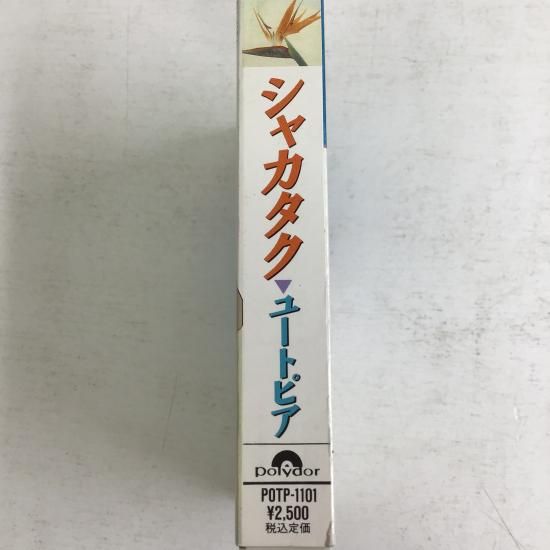 シャカタク
ユートピア
polydor
POTP-1101
¥2,500
税込定価